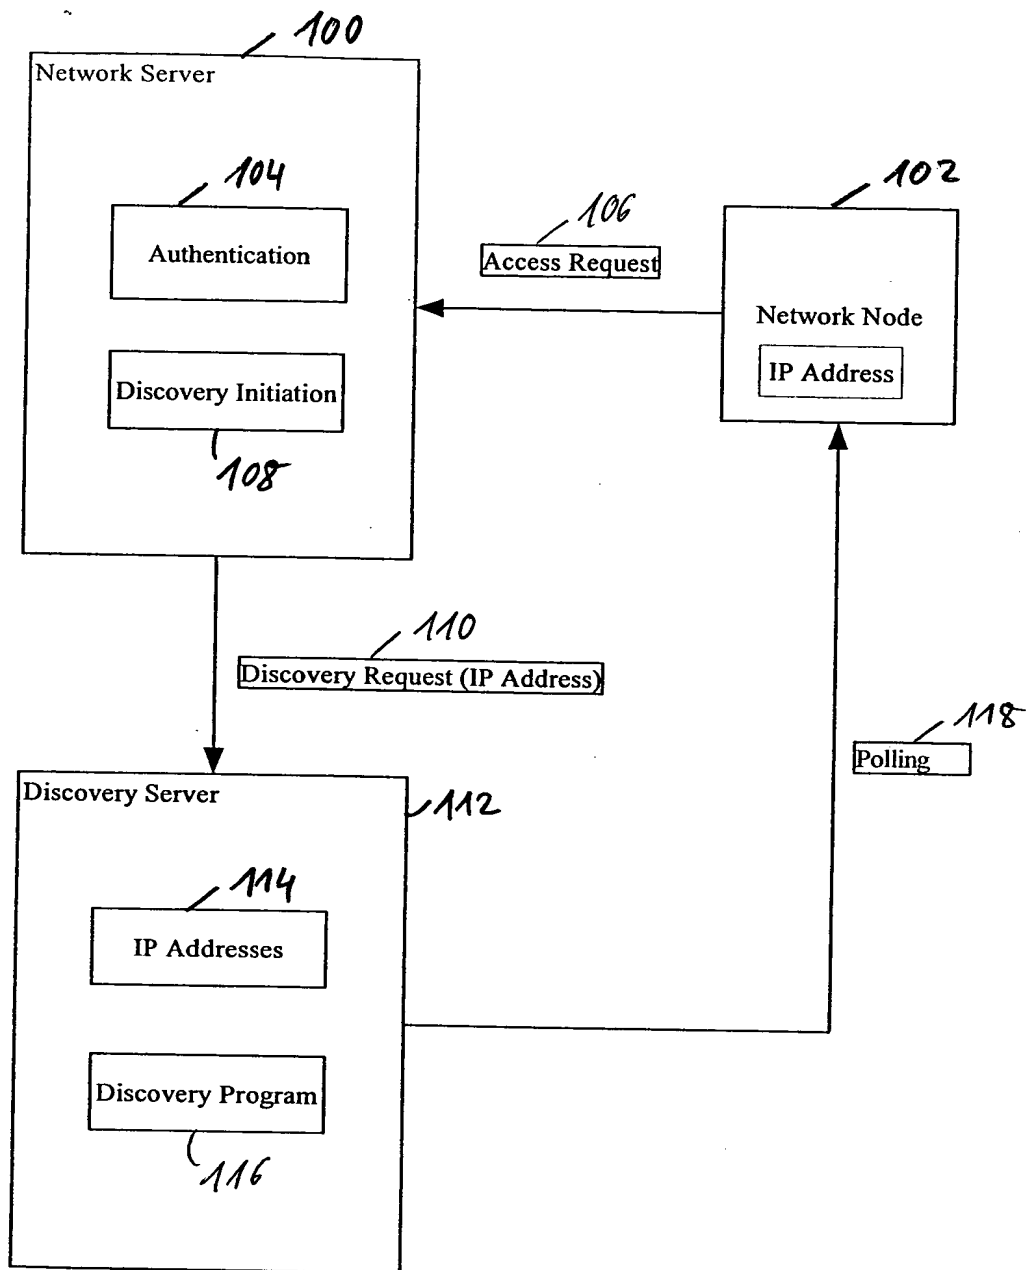 100
Network Server
104
Authentication
106
Access Request
102
Network Node
IP Address
Discovery Initiation
108
110
Discovery Request (IP Address)
118
Polling
Discovery Server
112
114
IP Addresses
Discovery Program
116